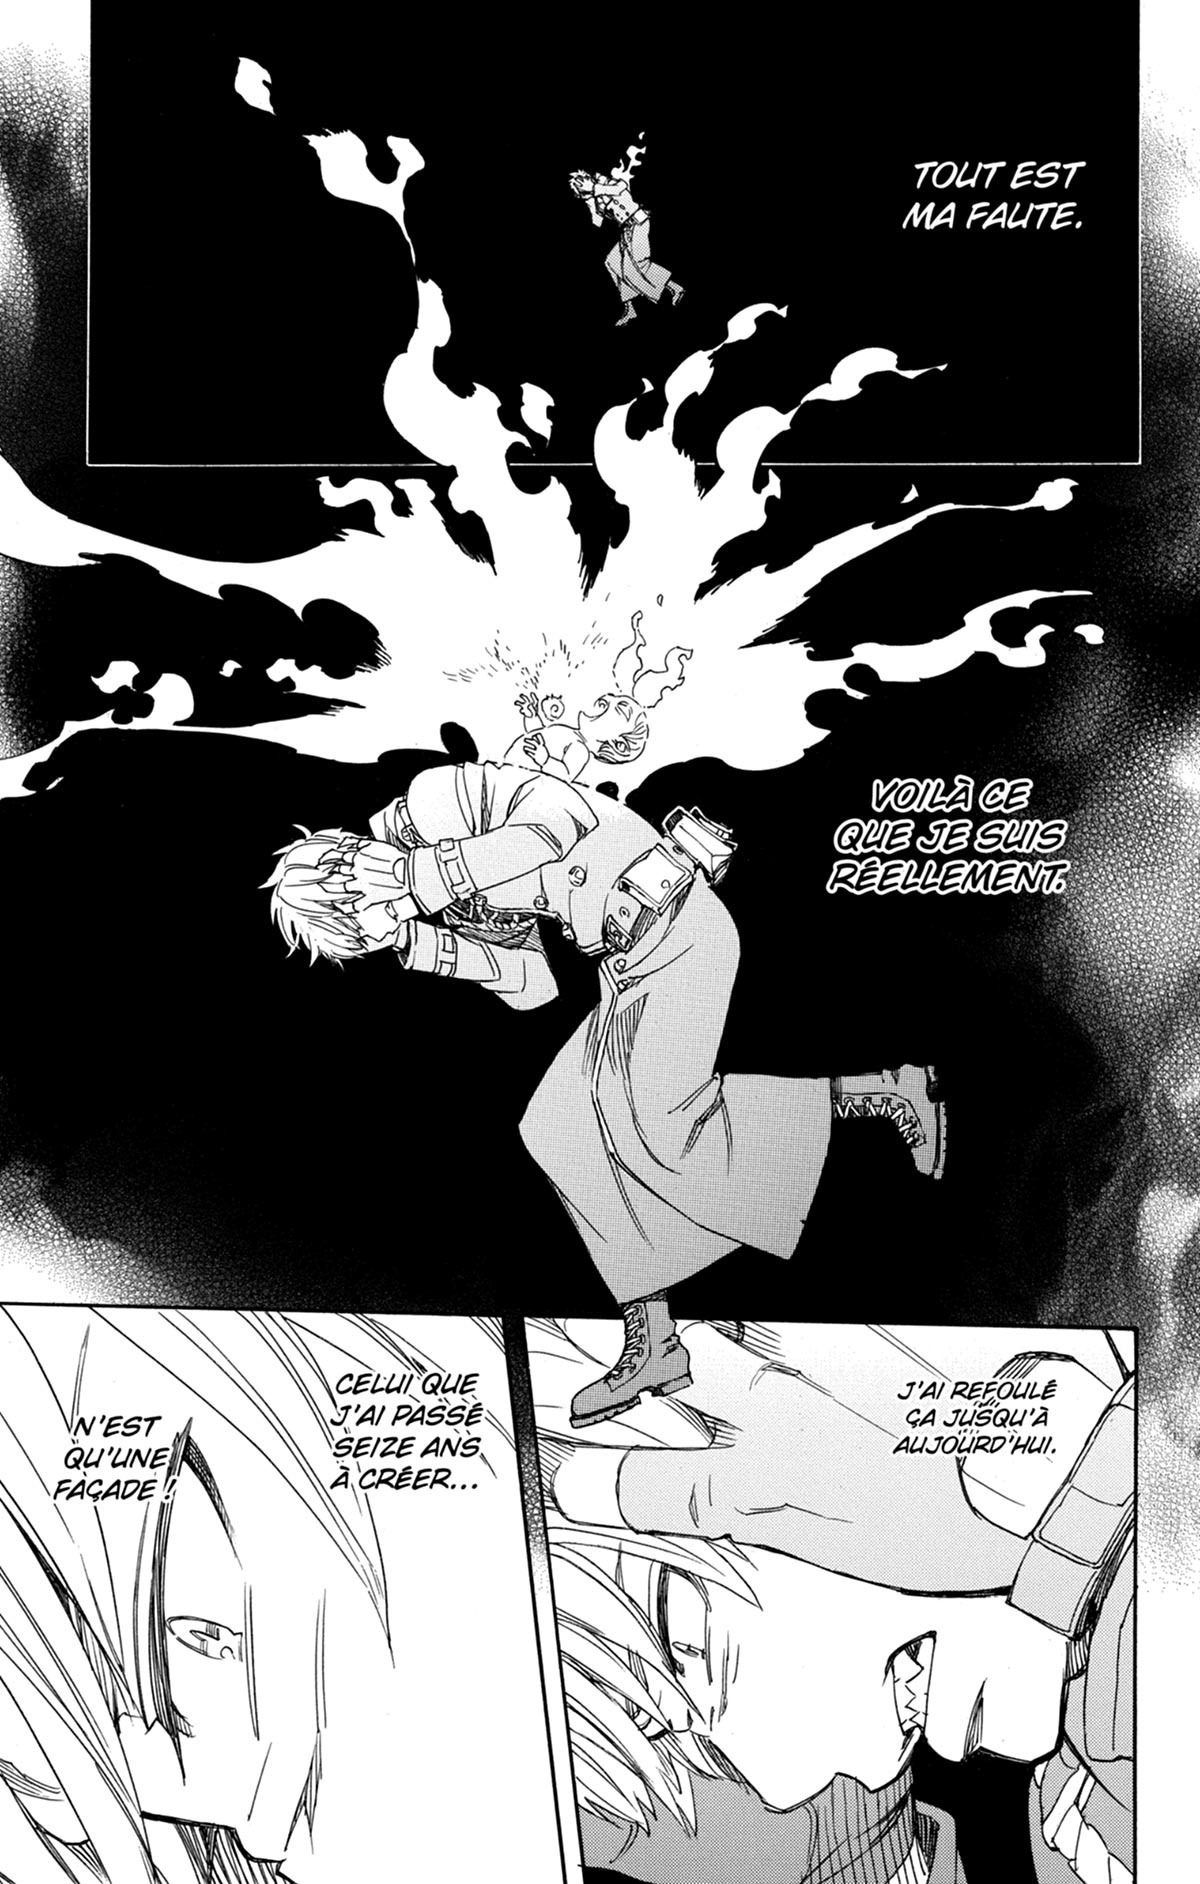 TOUT EST
MA FAUTE.
VOILÀ CE
QUE JE SUIS
RÉELLEMENT.
J'AI REFOULÉ
ÇA JUSQU'À
AUJOURD'HUI.
CELUI QUE
J'AI PASSÉ
SEIZE ANS
À CRÉER...
N'EST
QU'UNE
FAÇADE !